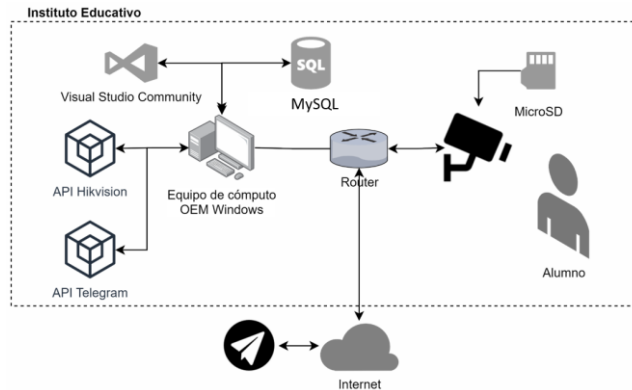 Instituto Educativo
SQL
Visual Studio Community
MySQL
MicroSD
API Hikvision
Equipo de cómputo
OEM Windows
Router
API Telegram
Alumno
Internet